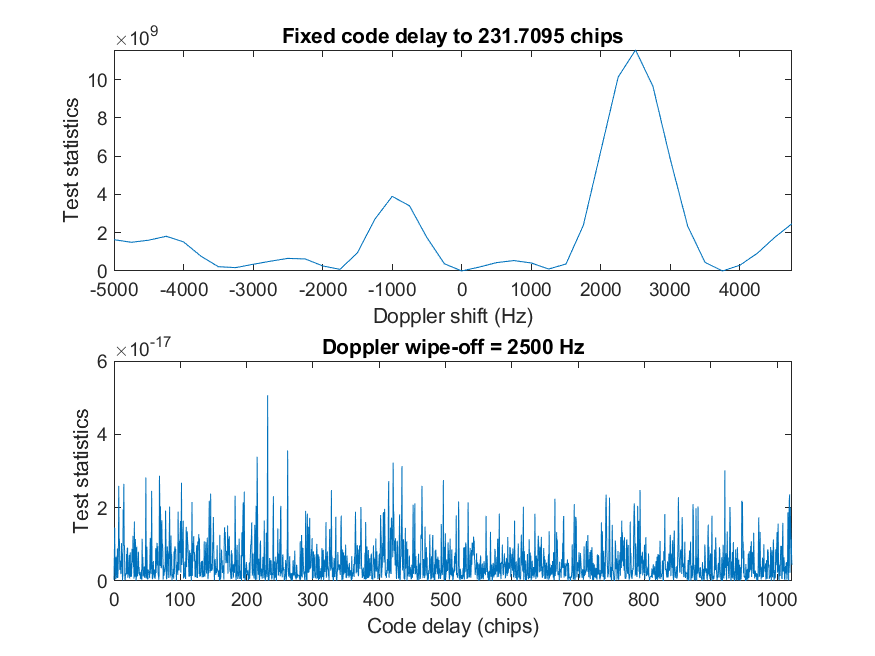 ×10^9
Fixed code delay to 231.7095 chips
10
8
6
4
2
0
Test statistics
-5000 -4000 -3000 -2000 -1000 0 1000 2000 3000 4000
Doppler shift (Hz)
×10^-17
Doppler wipe-off = 2500 Hz
6
4
2
0
Test statistics
0 100 200 300 400 500 600 700 800 900 1000
Code delay (chips)